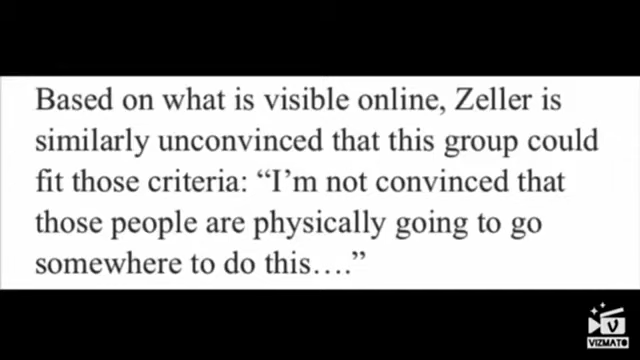 Based on what is visible online, Zeller is
similarly unconvinced that this group could
fit those criteria: “I’m not convinced that
those people are physically going to go
somewhere to do this….”
V
VIZMATO